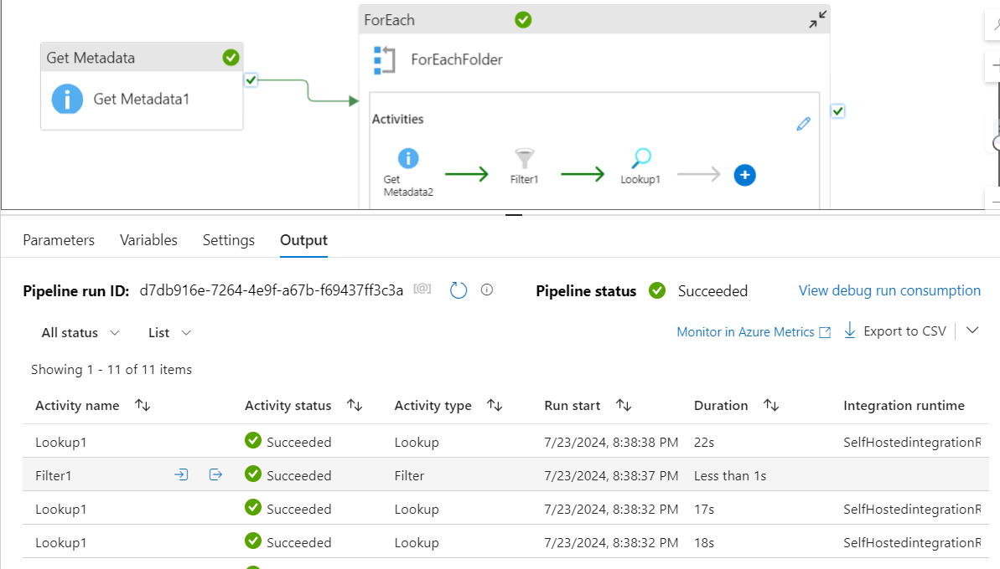 ForEach
Get Metadata
ForEachFolder
Get Metadata1
Activities
Get
Metadata2
Filter1
Lookup1
Parameters Variables Settings Output
Pipeline run ID: d7db916e-7264-4e9f-a67b-f69437ff3c3a [@] Pipeline status Succeeded View debug run consumption
All status List Monitor in Azure Metrics Export to CSV
Showing 1 - 11 of 11 items
Activity name Activity status Activity type Run start Duration Integration runtime
Lookup1 Succeeded Lookup 7/23/2024, 8:38:38 PM 22s SelfHostedintegrationR
Filter1 Succeeded Filter 7/23/2024, 8:38:37 PM Less than 1s
Lookup1 Succeeded Lookup 7/23/2024, 8:38:32 PM 17s SelfHostedintegrationR
Lookup1 Succeeded Lookup 7/23/2024, 8:38:32 PM 18s SelfHostedintegrationR